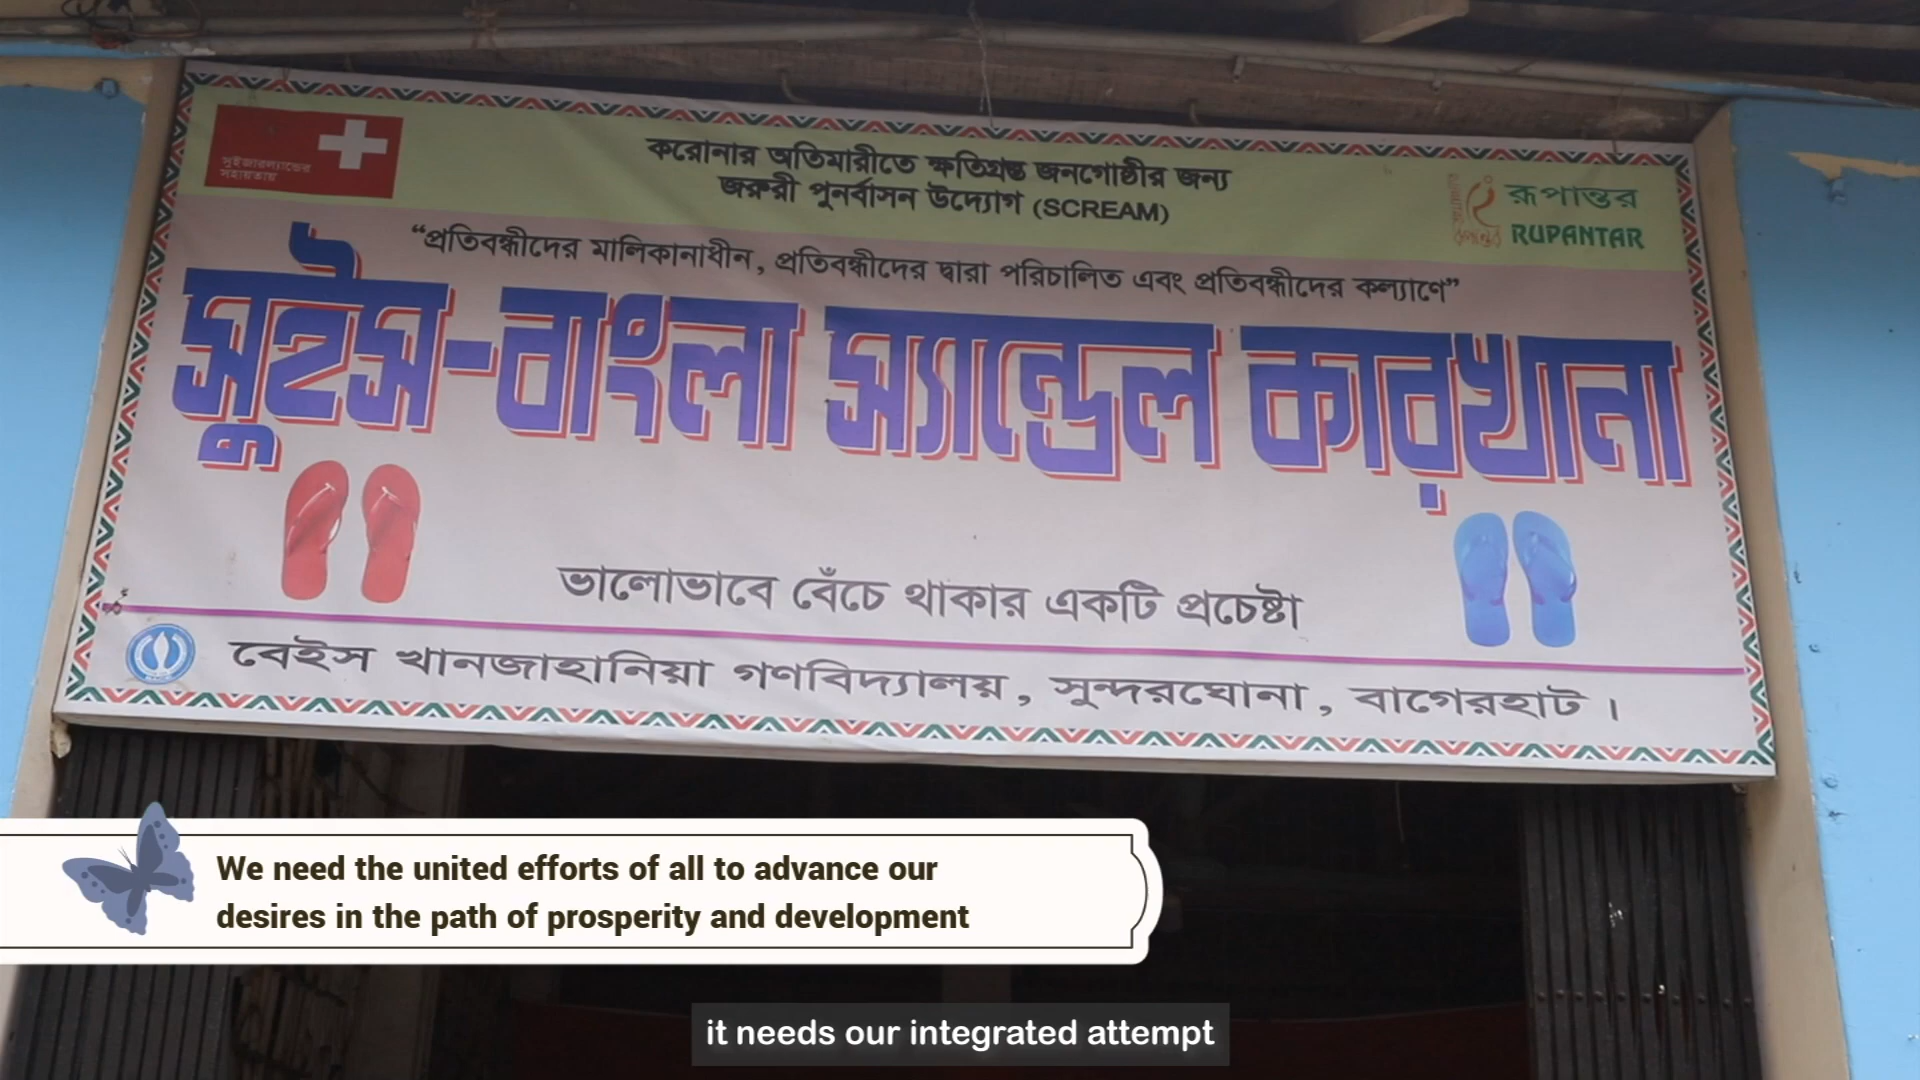 সুইজারল্যান্ডের
সহায়তায়
করোনার অতিমারীতে ক্ষতিগ্রস্ত জনগোষ্ঠীর জন্য
জরুরী পুনর্বাসন উদ্যোগ (SCREAM)
রূপান্তর
RUPANTAR
“প্রতিবন্ধীদের মালিকানাধীন, প্রতিবন্ধীদের দ্বারা পরিচালিত এবং প্রতিবন্ধীদের কল্যাণে”
সুইস-বাংলা স্যান্ডেল কারখানা
ভালোভাবে বেঁচে থাকার একটি প্রচেষ্টা
বেইস খানজাহানিয়া গণবিদ্যালয়, সুন্দরঘোনা, বাগেরহাট।
We need the united efforts of all to advance our
desires in the path of prosperity and development
it needs our integrated attempt